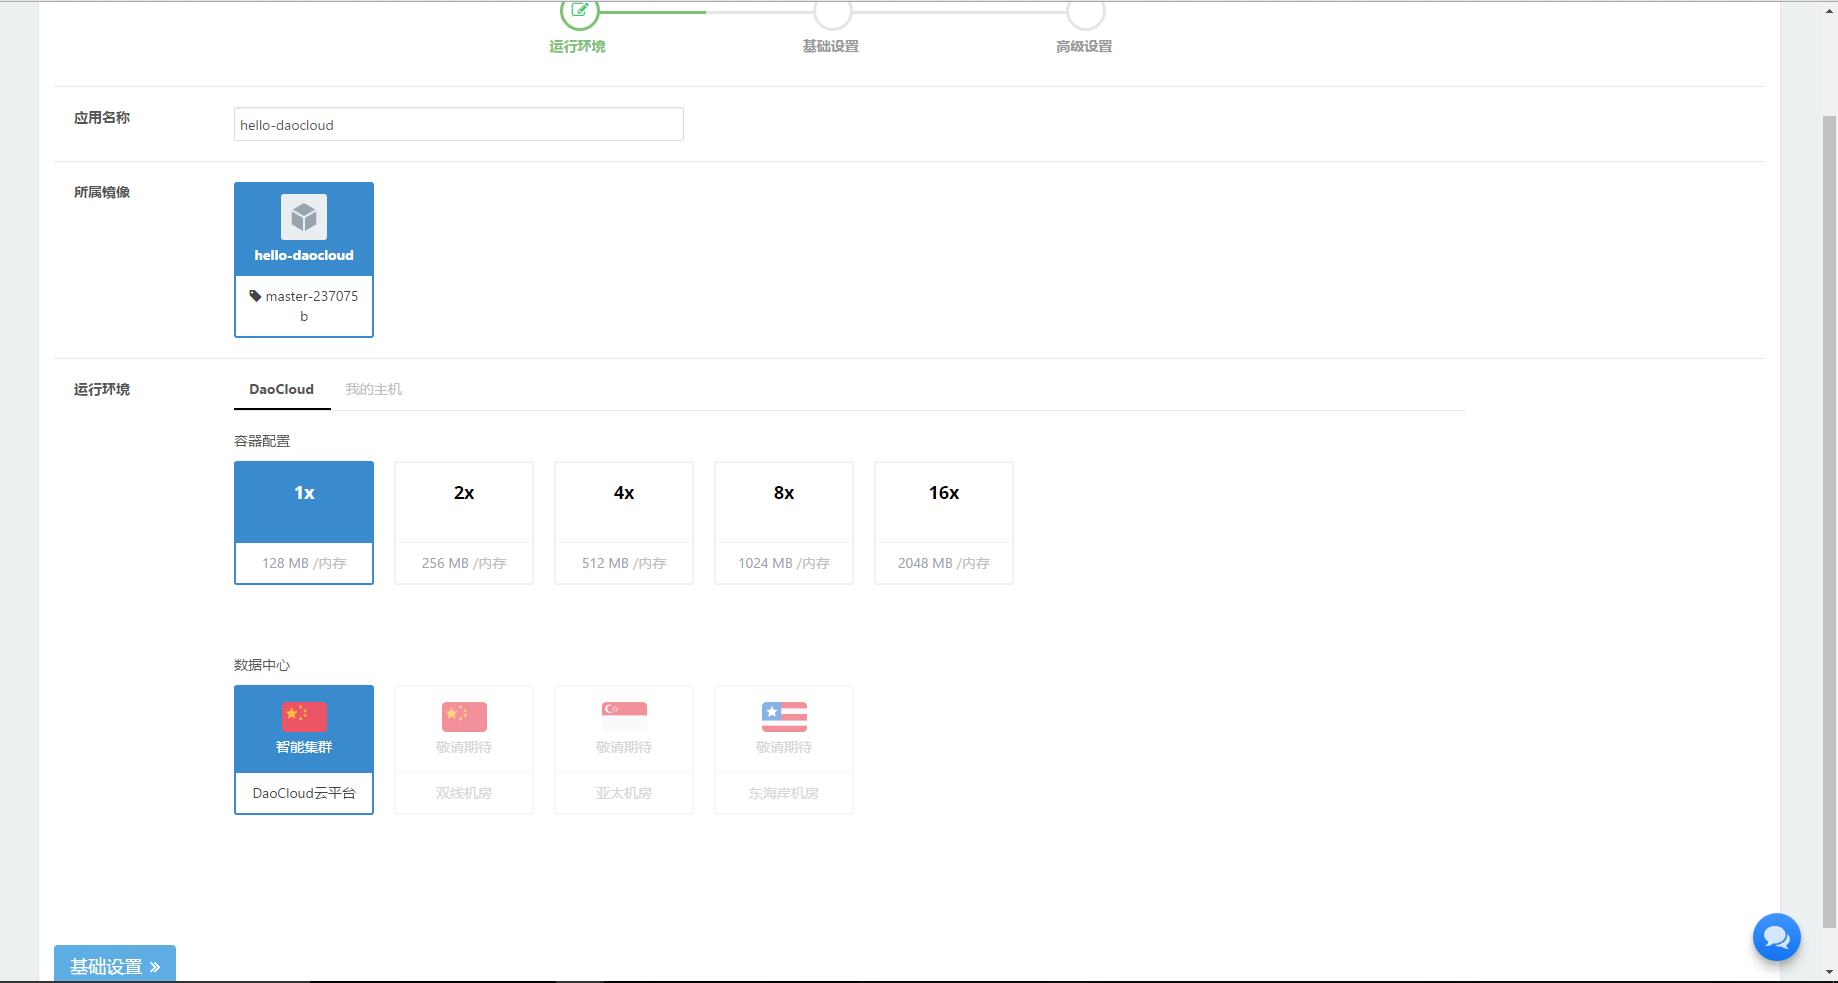 运行环境
基础设置
高级设置
应用名称
hello-daocloud
所属镜像
hello-daocloud
master-237075
b
运行环境
DaoCloud
我的主机
容器配置
1x
2x
4x
8x
16x
128 MB /内存
256 MB /内存
512 MB /内存
1024 MB /内存
2048 MB /内存
数据中心
智能集群
敬请期待
敬请期待
敬请期待
DaoCloud云平台
双线机房
亚太机房
东海岸机房
基础设置 »